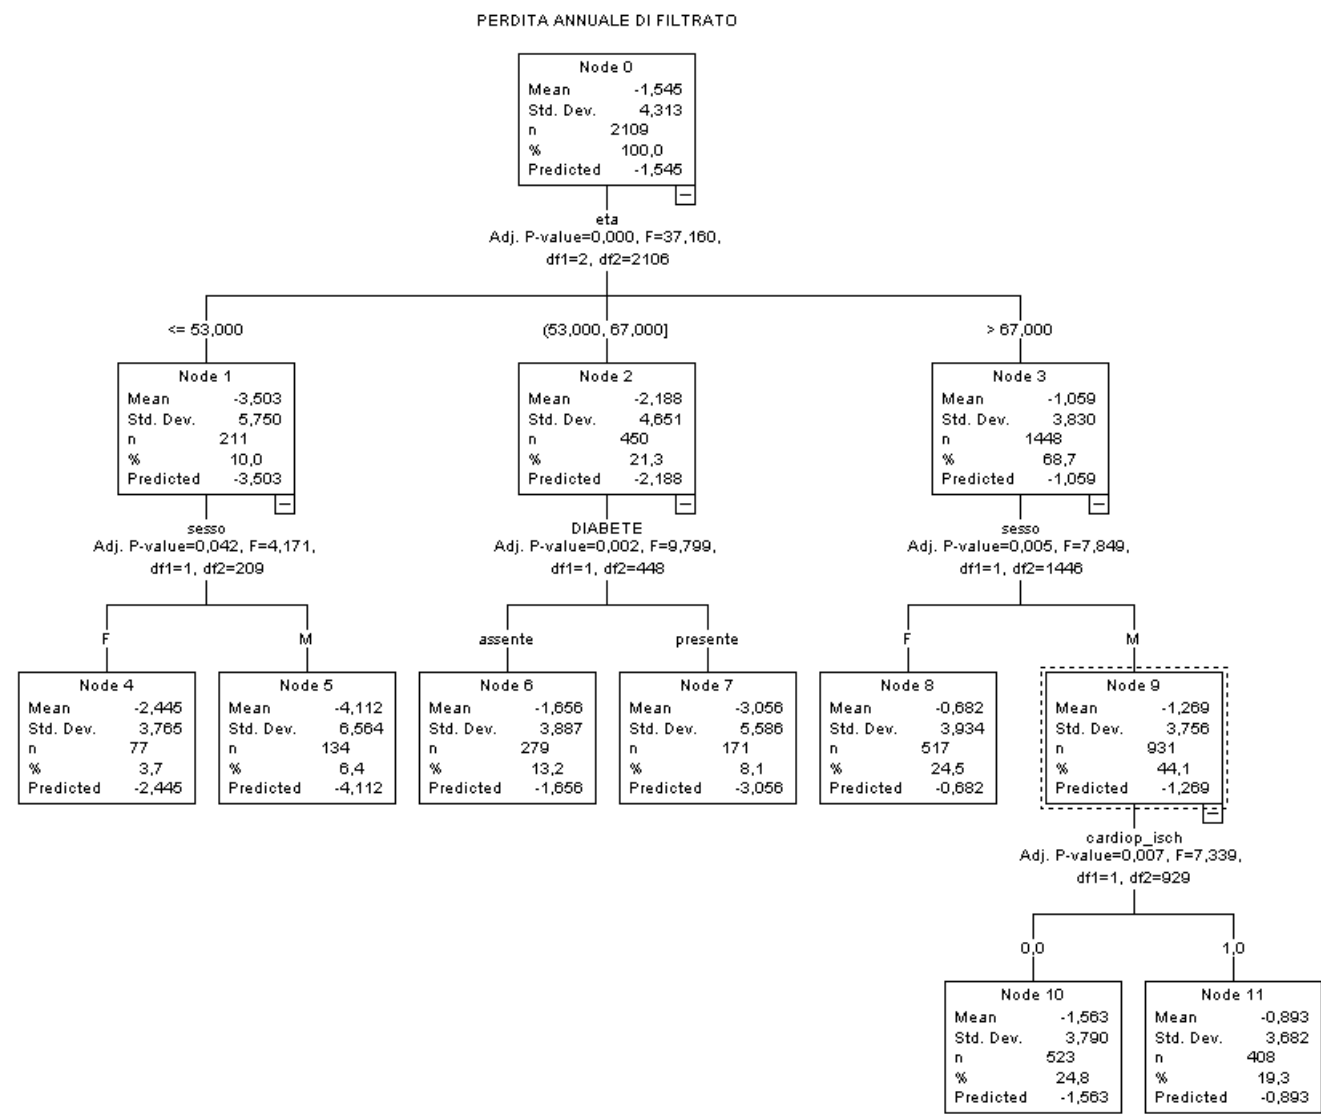 PERDITA ANNUALE DI FILTRATO
Node 0
Mean -1,545
Std. Dev. 4,313
n 2109
% 100,0
Predicted -1,545
eta
Adj. P-value=0,000, F=37,160,
df1=2, df2=2106
<= 53,000
(53,000, 67,000]
> 67,000
Node 1
Mean -3,503
Std. Dev. 5,750
n 211
% 10,0
Predicted -3,503
Node 2
Mean -2,188
Std. Dev. 4,651
n 450
% 21,3
Predicted -2,188
Node 3
Mean -1,059
Std. Dev. 3,830
n 1448
% 68,7
Predicted -1,059
sesso
Adj. P-value=0,042, F=4,171,
df1=1, df2=209
DIABETE
Adj. P-value=0,002, F=9,799,
df1=1, df2=448
sesso
Adj. P-value=0,005, F=7,849,
df1=1, df2=1446
F
M
assente
presente
F
M
Node 4
Mean -2,445
Std. Dev. 3,765
n 77
% 3,7
Predicted -2,445
Node 5
Mean -4,112
Std. Dev. 6,564
n 134
% 6,4
Predicted -4,112
Node 6
Mean -1,656
Std. Dev. 3,887
n 279
% 13,2
Predicted -1,656
Node 7
Mean -3,056
Std. Dev. 5,586
n 171
% 8,1
Predicted -3,056
Node 8
Mean -0,682
Std. Dev. 3,934
n 517
% 24,5
Predicted -0,682
Node 9
Mean -1,269
Std. Dev. 3,756
n 931
% 44,1
Predicted -1,269
cardiop_isch
Adj. P-value=0,007, F=7,339,
df1=1, df2=929
0,0
1,0
Node 10
Mean -1,563
Std. Dev. 3,790
n 523
% 24,8
Predicted -1,563
Node 11
Mean -0,893
Std. Dev. 3,682
n 408
% 19,3
Predicted -0,893